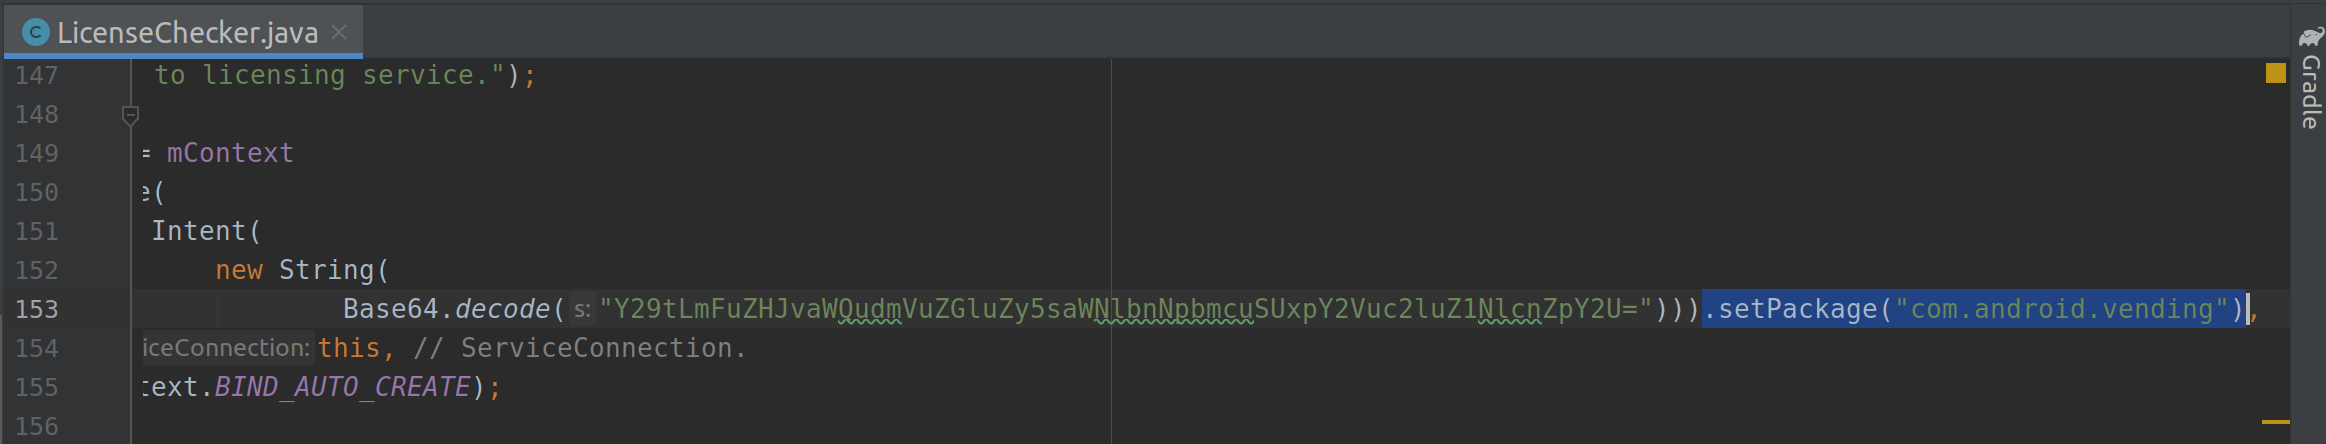 LicenseChecker.java
147 to licensing service.");
148
149 = mContext
150 e(
151 Intent(
152 new String(
153 Base64.decode( s: "Y29tLmFuZHJvaWQudmVuZGluZy5saWNlbnNpbmcuSUxpY2Vuc2luZ1NlcnZpY2U="))).setPackage("com.android.vending"),
154 iceConnection: this, // ServiceConnection.
155 text.BIND_AUTO_CREATE);
156
Gradle